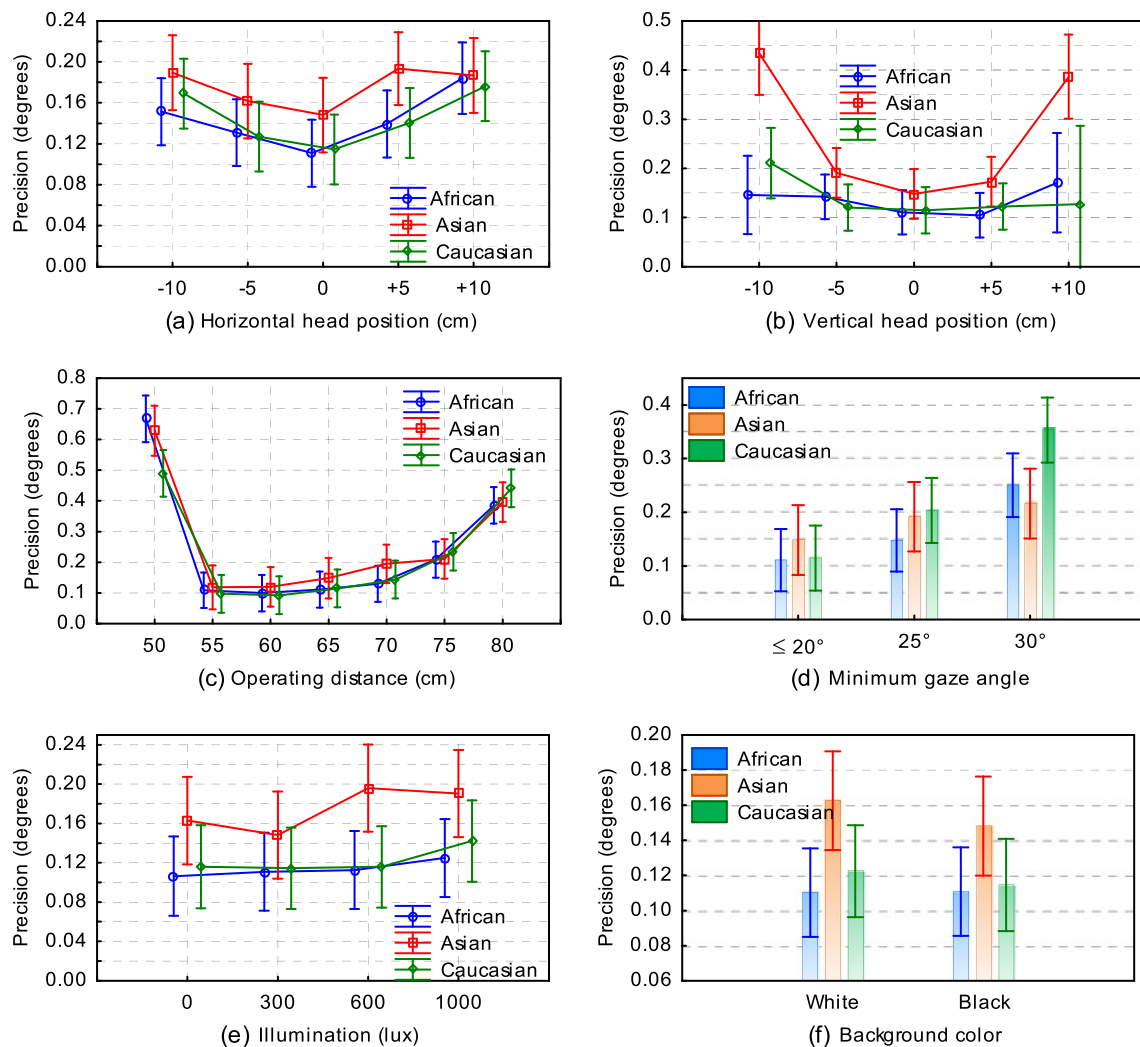 0.24
0.20
0.16
0.12
0.08
0.04
0.00
Precision (degrees)
African
Asian
Caucasian
-10 -5 0 +5 +10
(a) Horizontal head position (cm)
0.5
0.4
0.3
0.2
0.1
0.0
Precision (degrees)
African
Asian
Caucasian
-10 -5 0 +5 +10
(b) Vertical head position (cm)
0.8
0.7
0.6
0.5
0.4
0.3
0.2
0.1
0.0
Precision (degrees)
African
Asian
Caucasian
50 55 60 65 70 75 80
(c) Operating distance (cm)
0.4
0.3
0.2
0.1
0.0
Precision (degrees)
African
Asian
Caucasian
≤ 20° 25° 30°
(d) Minimum gaze angle
0.24
0.20
0.16
0.12
0.08
0.04
0.00
Precision (degrees)
African
Asian
Caucasian
0 300 600 1000
(e) Illumination (lux)
0.20
0.18
0.16
0.14
0.12
0.10
0.08
0.06
Precision (degrees)
African
Asian
Caucasian
White Black
(f) Background color